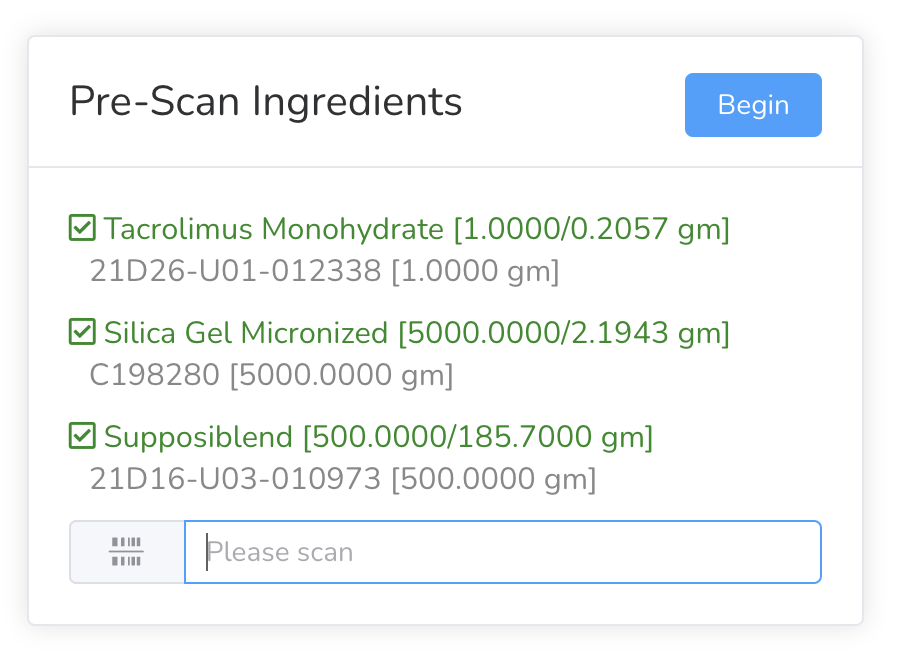 Pre-Scan Ingredients
Begin
Tacrolimus Monohydrate [1.0000/0.2057 gm]
21D26-U01-012338 [1.0000 gm]
Silica Gel Micronized [5000.0000/2.1943 gm]
C198280 [5000.0000 gm]
Supposiblend [500.0000/185.7000 gm]
21D16-U03-010973 [500.0000 gm]
Please scan